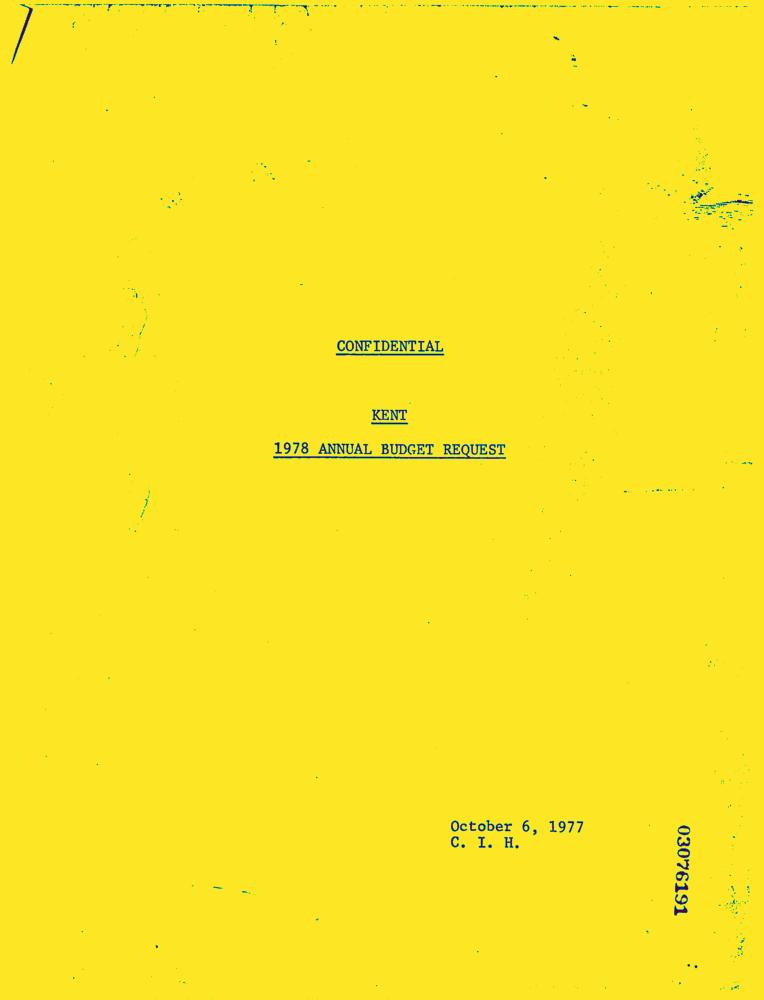 CONFIDENTIAL
KENT
1978 ANNUAL BUDGET REQUEST
October 6, 1977
C. I. H.
03076191